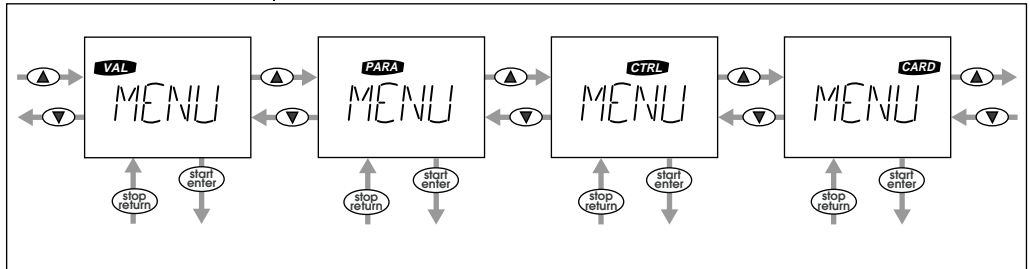 VAL
MENU
start
enter
stop
return
PARA
MENU
start
enter
stop
return
CTRL
MENU
start
enter
stop
return
CARD
MENU
start
enter
stop
return